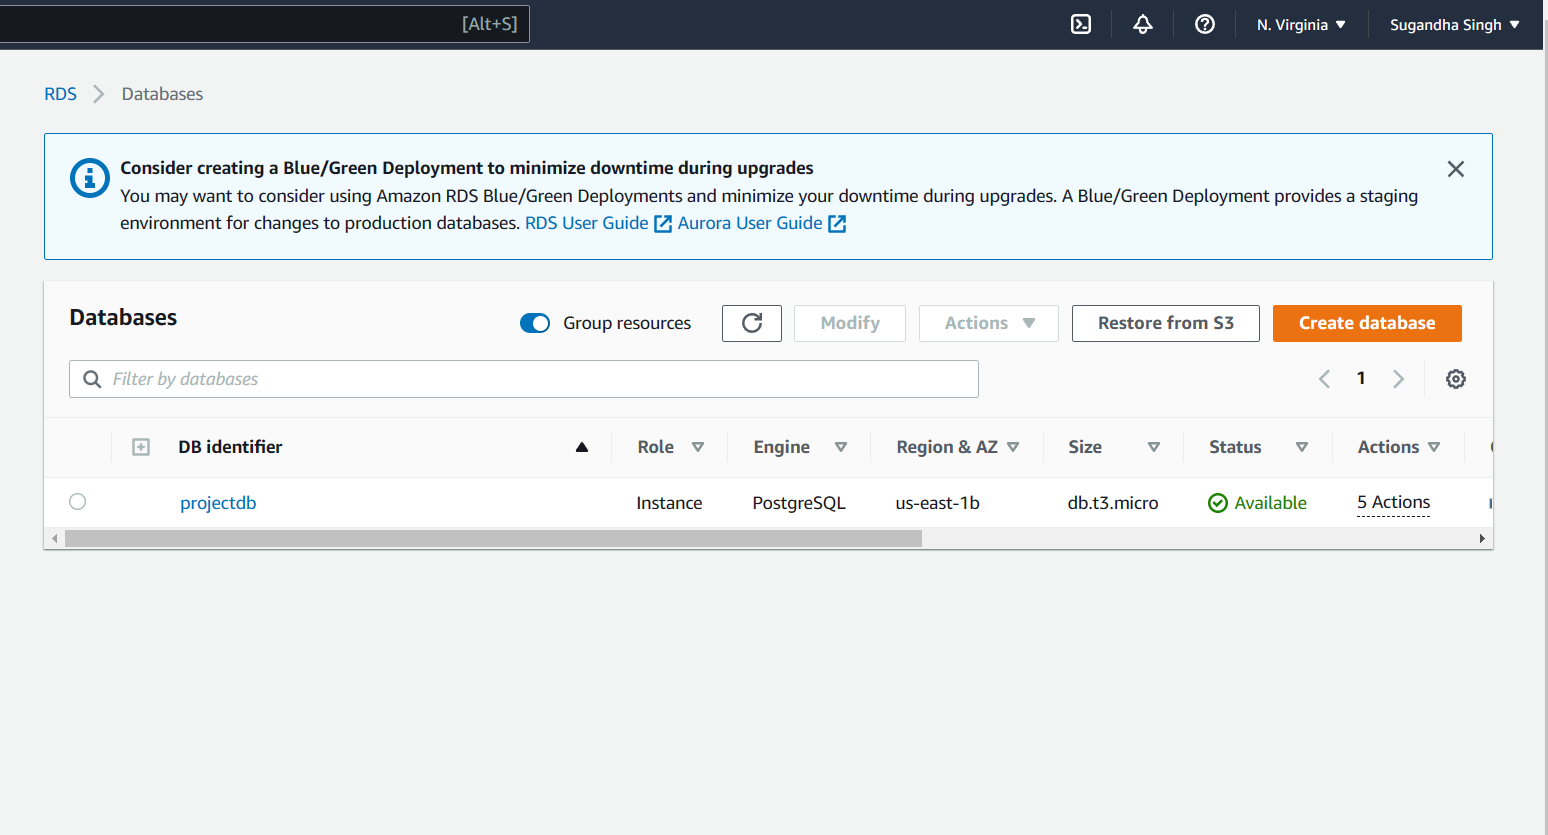 [Alt+S]
N. Virginia
Sugandha Singh
RDS
Databases
Consider creating a Blue/Green Deployment to minimize downtime during upgrades
You may want to consider using Amazon RDS Blue/Green Deployments and minimize your downtime during upgrades. A Blue/Green Deployment provides a staging
environment for changes to production databases. RDS User Guide Aurora User Guide
Databases
Group resources
Modify
Actions
Restore from S3
Create database
Filter by databases
1
DB identifier
Role
Engine
Region & AZ
Size
Status
Actions
projectdb
Instance
PostgreSQL
us-east-1b
db.t3.micro
Available
5 Actions